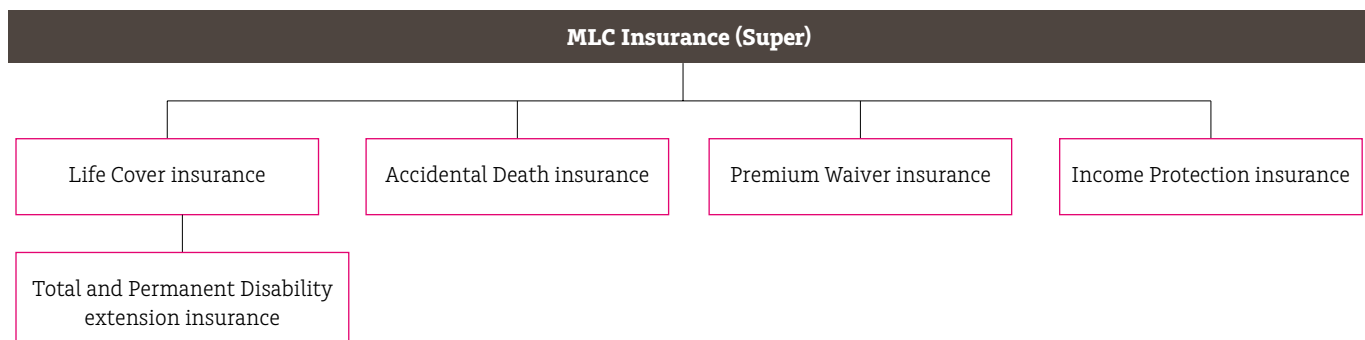 MLC Insurance (Super)
Life Cover insurance
Accidental Death insurance
Premium Waiver insurance
Income Protection insurance
Total and Permanent Disability
extension insurance